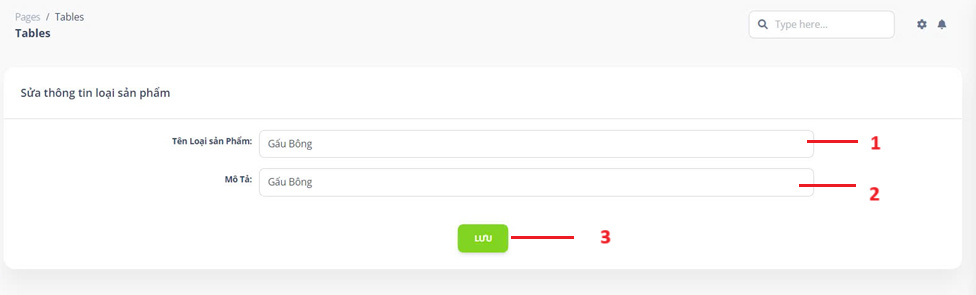 Pages / Tables
Tables
Type here...
Sửa thông tin loại sản phẩm
Tên Loại sản Phẩm: Gấu Bông 1
Mô Tả: Gấu Bông 2
LƯU 3